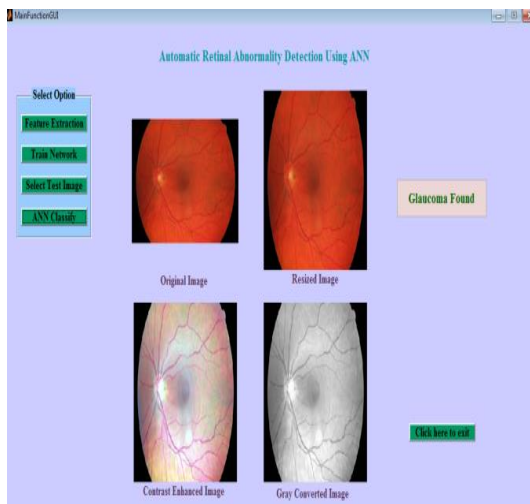 MainFunctionGUI
Automatic Retinal Abnormality Detection Using ANN
Select Option
Feature Extraction
Train Network
Select Test Image
ANN Classify
Original Image
Resized Image
Glaucoma Found
Contrast Enhanced Image
Gray Converted Image
Click here to exit